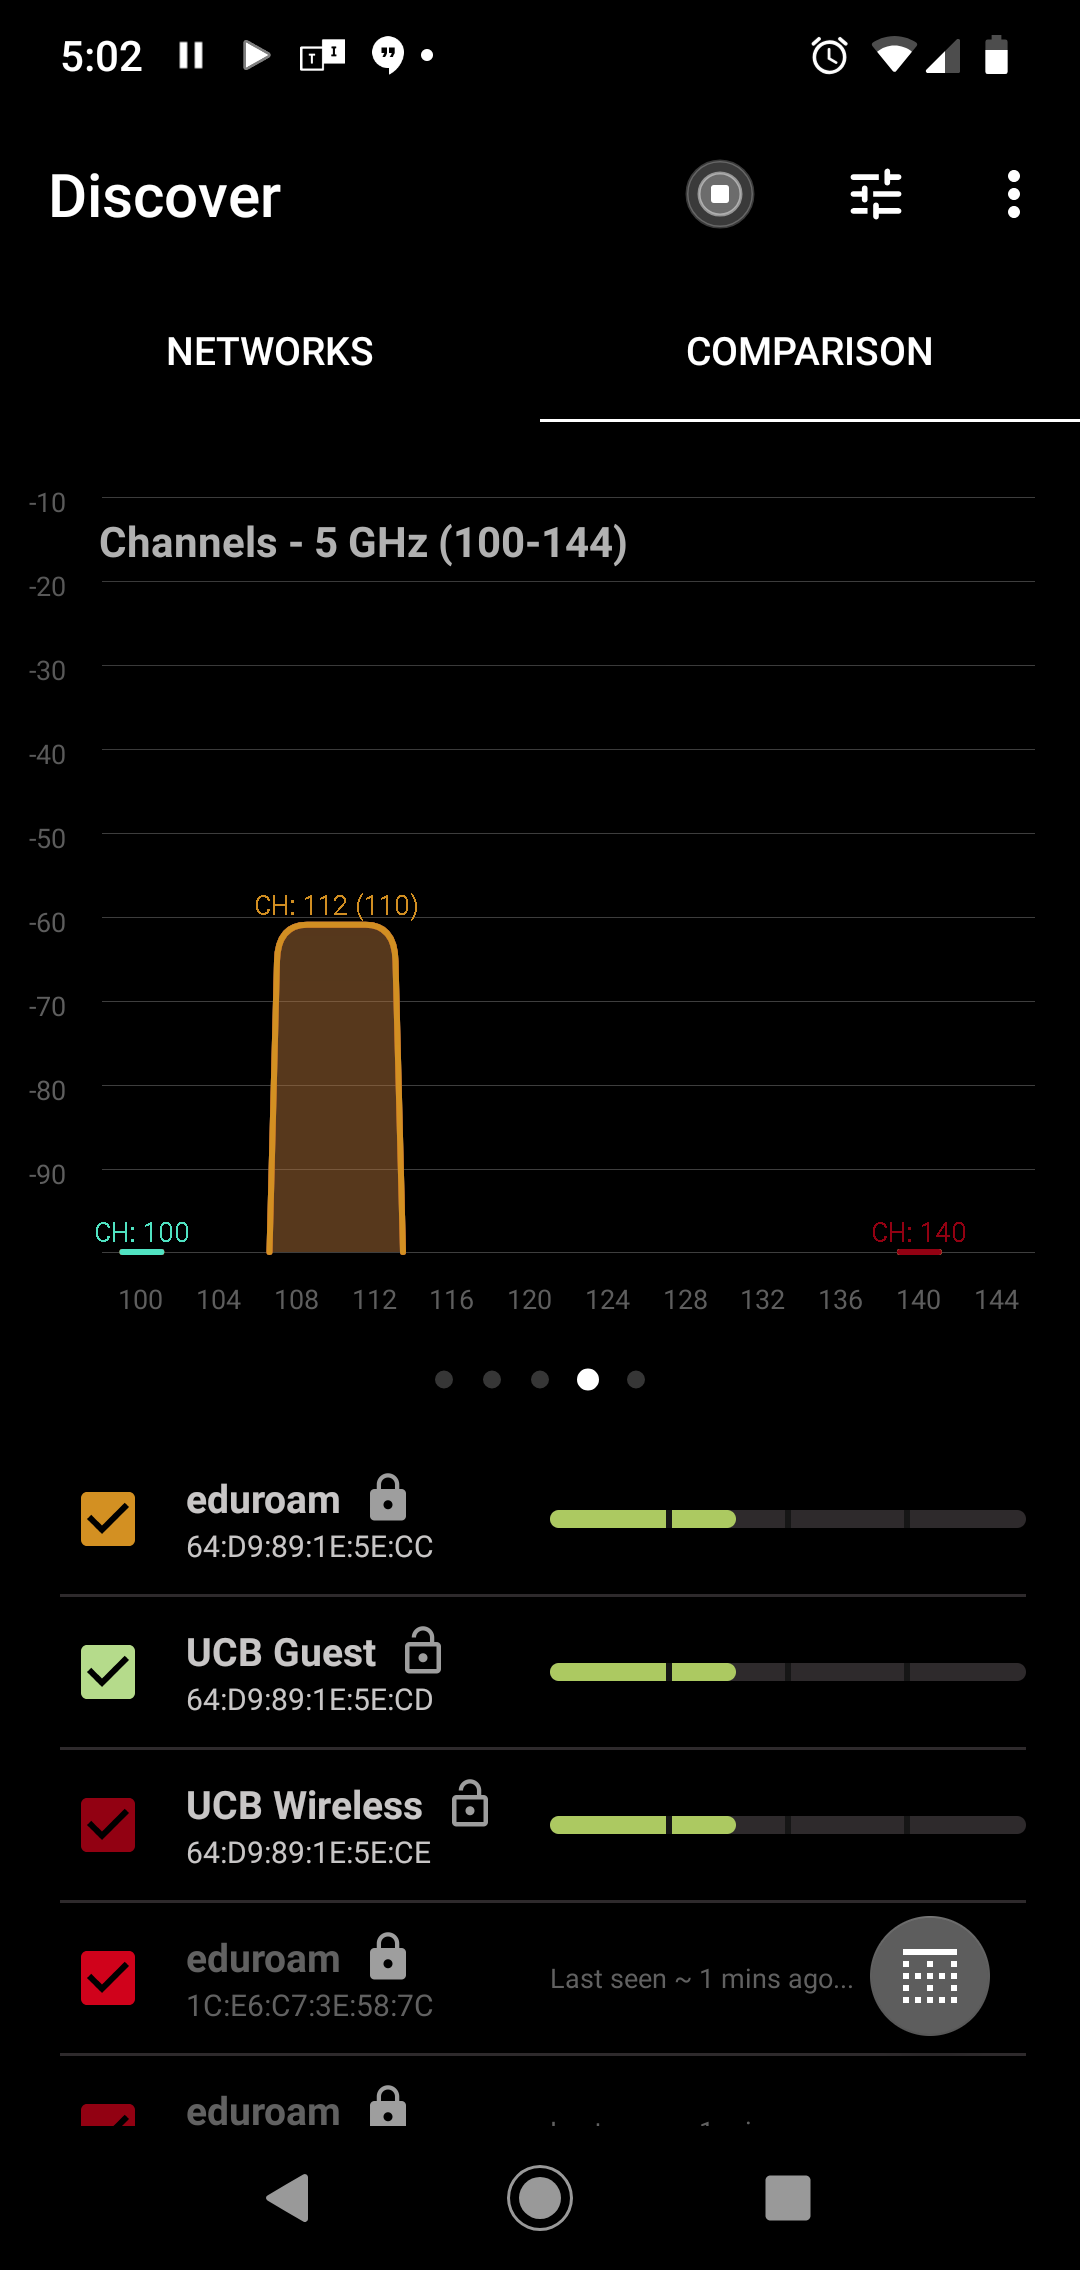 5:02
T I
Discover
NETWORKS COMPARISON
-10
Channels - 5 GHz (100-144)
-20
-30
-40
-50
CH: 112 (110)
-60
-70
-80
-90
CH: 100 CH: 140
100 104 108 112 116 120 124 128 132 136 140 144
eduroam
64:D9:89:1E:5E:CC
UCB Guest
64:D9:89:1E:5E:CD
UCB Wireless
64:D9:89:1E:5E:CE
eduroam
1C:E6:C7:3E:58:7C
Last seen ~ 1 mins ago...
eduroam